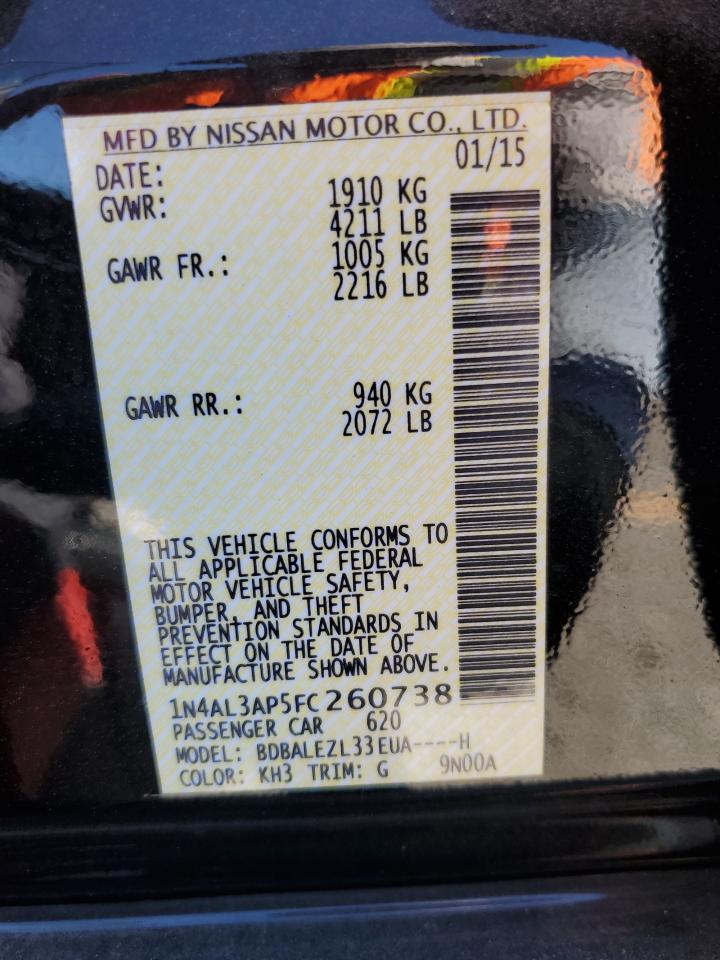 MFD BY NISSAN MOTOR CO., LTD.
DATE: 01/15
GVWR: 1910 KG
4211 LB
GAWR FR.: 1005 KG
2216 LB
GAWR RR.: 940 KG
2072 LB
THIS VEHICLE CONFORMS TO
ALL APPLICABLE FEDERAL
MOTOR VEHICLE SAFETY,
BUMPER, AND THEFT
PREVENTION STANDARDS IN
EFFECT ON THE DATE OF
MANUFACTURE SHOWN ABOVE.
1N4AL3AP5FC260738
PASSENGER CAR 620
MODEL: BDBALEZL33EUA----H
COLOR: KH3 TRIM: G 9N00A